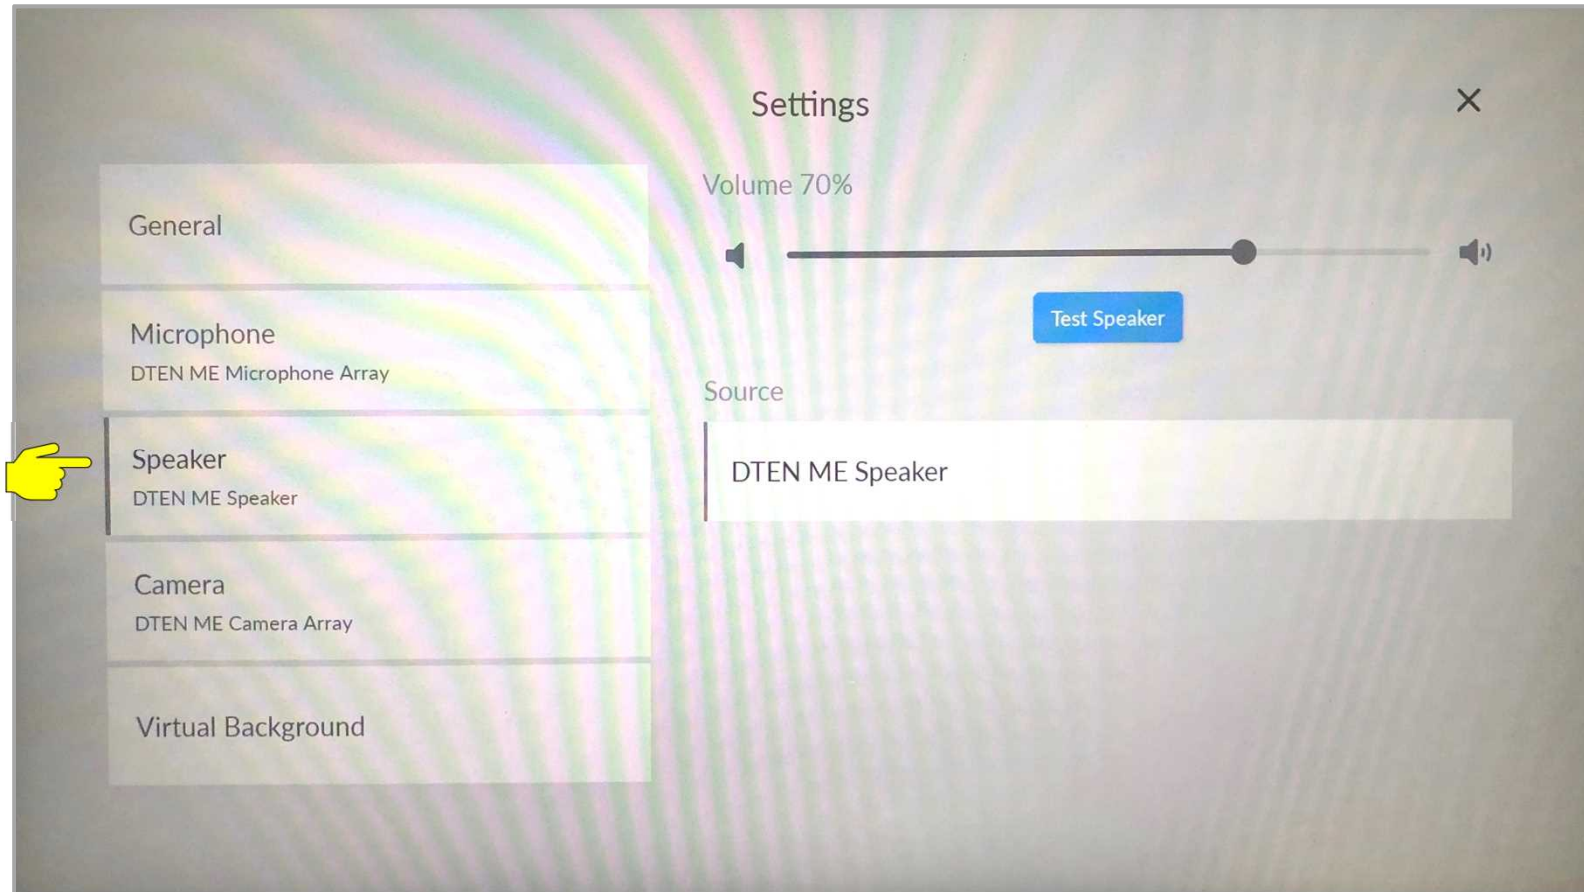 Settings
General
Microphone
DTEN ME Microphone Array
Speaker
DTEN ME Speaker
Camera
DTEN ME Camera Array
Virtual Background
Volume 70%
Test Speaker
Source
DTEN ME Speaker